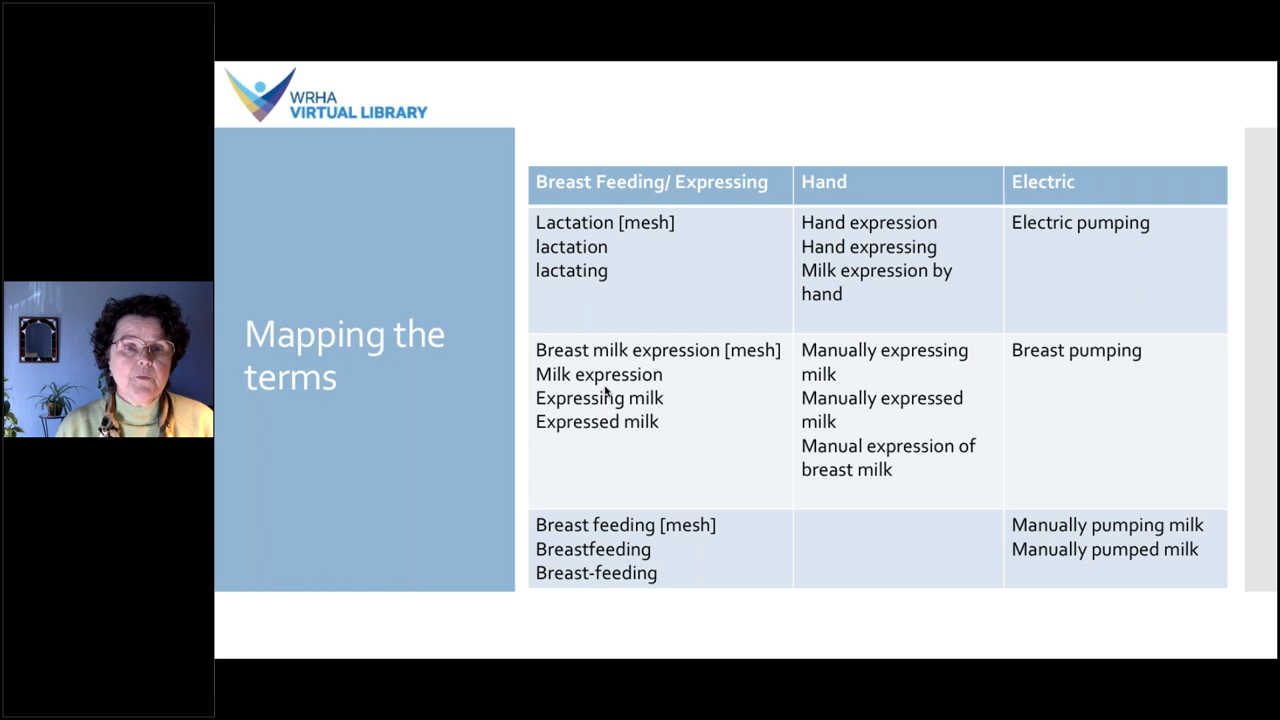 WRHA
VIRTUAL LIBRARY
Mapping the
terms
Breast Feeding/ Expressing
Hand
Electric
Lactation [mesh]
lactation
lactating
Hand expression
Hand expressing
Milk expression by
hand
Electric pumping
Breast milk expression [mesh]
Milk expression
Expressing milk
Expressed milk
Manually expressing
milk
Manually expressed
milk
Manual expression of
breast milk
Breast pumping
Breast feeding [mesh]
Breastfeeding
Breast-feeding
Manually pumping milk
Manually pumped milk